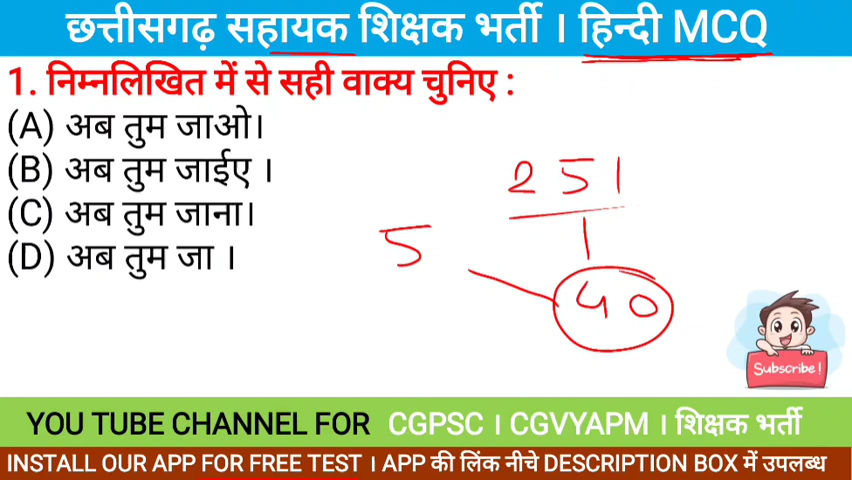 छत्तीसगढ़ सहायक शिक्षक भर्ती । हिन्दी MCQ
1. निम्नलिखित में से सही वाक्य चुनिए :
(A) अब तुम जाओ।
(B) अब तुम जाईए ।
(C) अब तुम जाना।
(D) अब तुम जा ।
251
1
5
40
Subscribe!
YOU TUBE CHANNEL FOR CGPSC । CGVYAPM । शिक्षक भर्ती
INSTALL OUR APP FOR FREE TEST । APP की लिंक नीचे DESCRIPTION BOX में उपलब्ध